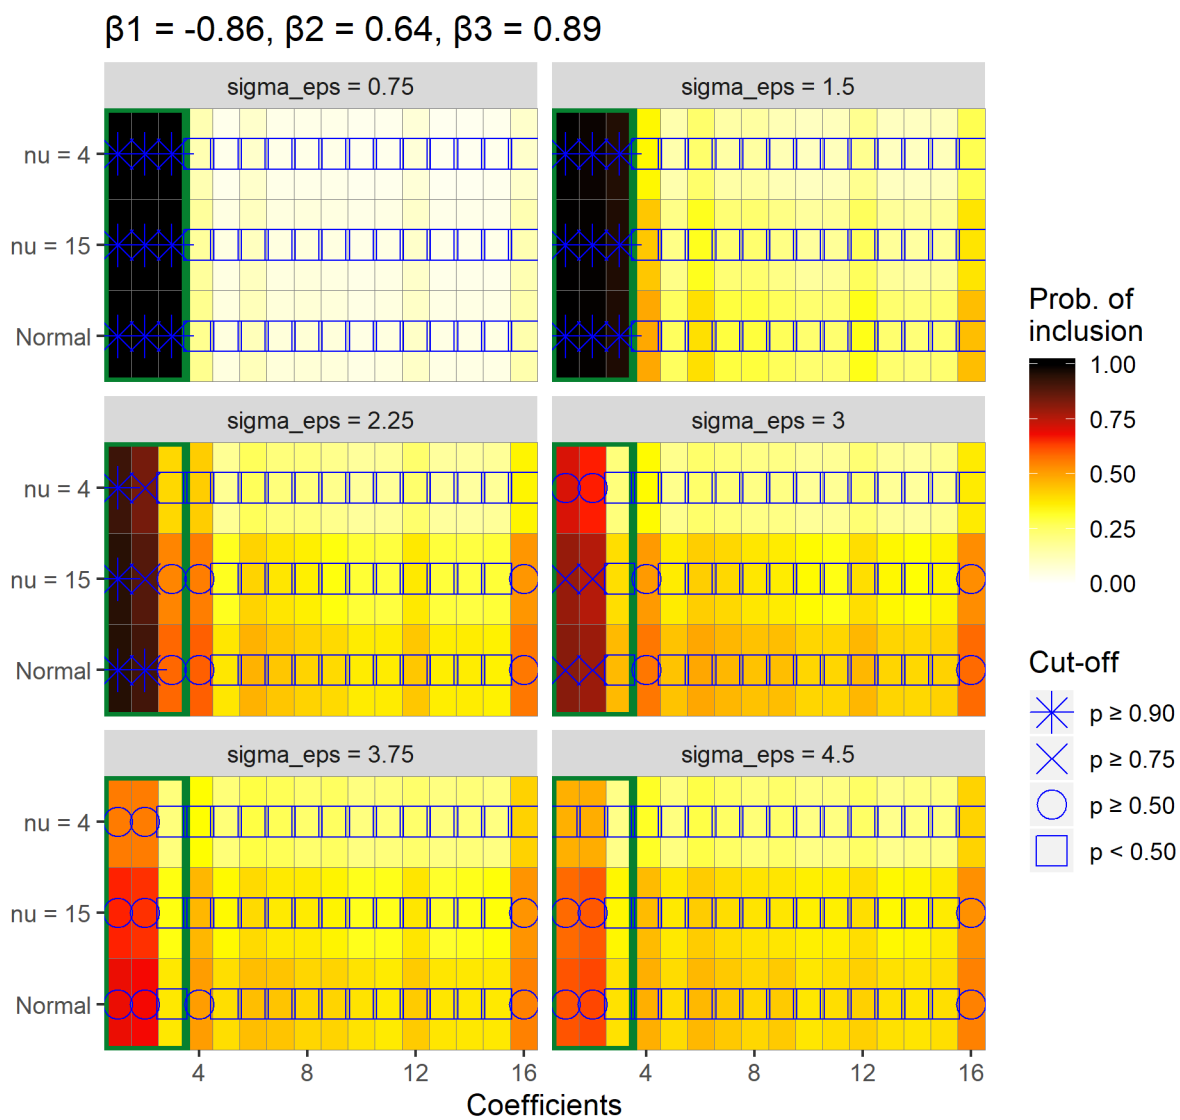 β1 = -0.86, β2 = 0.64, β3 = 0.89
sigma_eps = 0.75
sigma_eps = 1.5
nu = 4
nu = 15
Normal
sigma_eps = 2.25
sigma_eps = 3
nu = 4
nu = 15
Normal
sigma_eps = 3.75
sigma_eps = 4.5
nu = 4
nu = 15
Normal
4 8 12 16
4 8 12 16
Coefficients
Prob. of
inclusion
1.00
0.75
0.50
0.25
0.00
Cut-off
p ≥ 0.90
p ≥ 0.75
p ≥ 0.50
p < 0.50